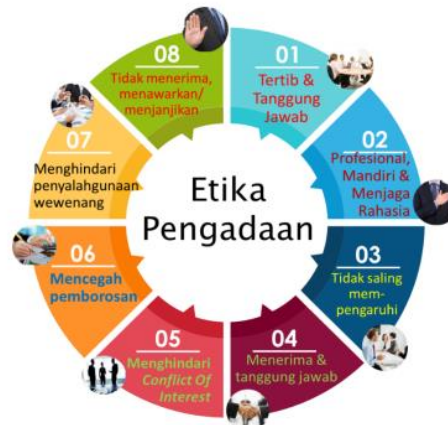 Etika
Pengadaan
01
Tertib &
Tanggung
Jawab
02
Profesional,
Mandiri &
Menjaga
Rahasia
03
Tidak saling
mem-
pengaruhi
04
Menerima &
tanggung jawab
05
Menghindari
Conflict Of
Interest
06
Mencegah
pemborosan
07
Menghindari
penyalahgunaan
wewenang
08
Tidak menerima,
menawarkan/
menjanjikan